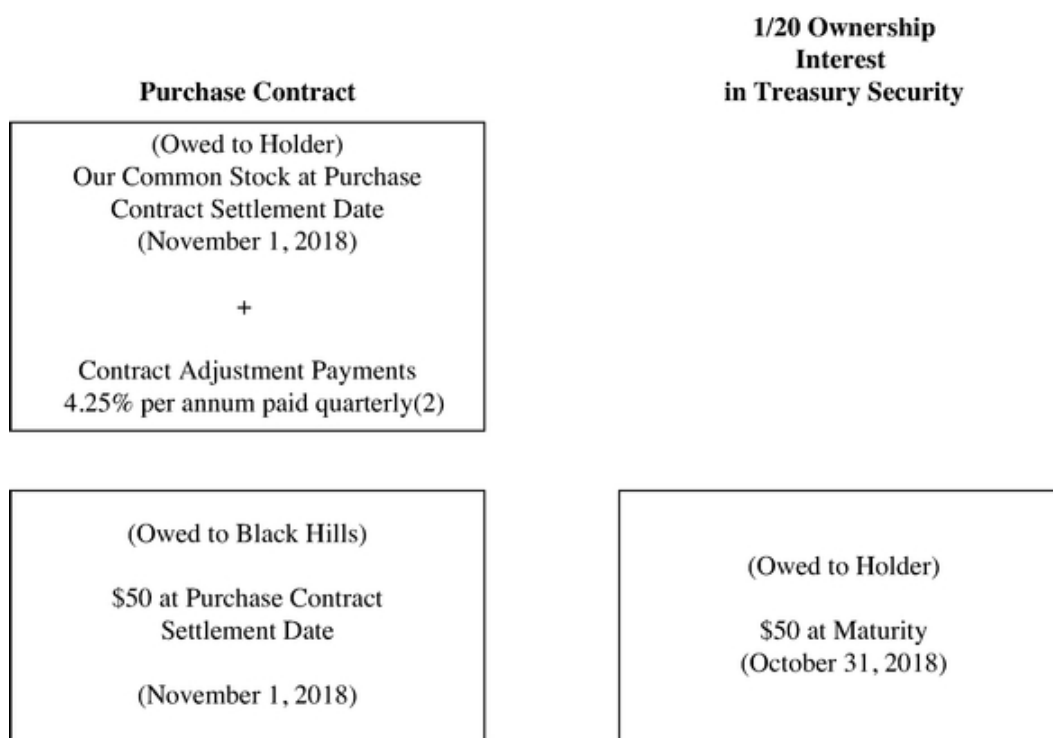 Purchase Contract
(Owed to Holder)
Our Common Stock at Purchase
Contract Settlement Date
(November 1, 2018)
+
Contract Adjustment Payments
4.25% per annum paid quarterly(2)
(Owed to Black Hills)
$50 at Purchase Contract
Settlement Date
(November 1, 2018)
1/20 Ownership
Interest
in Treasury Security
(Owed to Holder)
$50 at Maturity
(October 31, 2018)